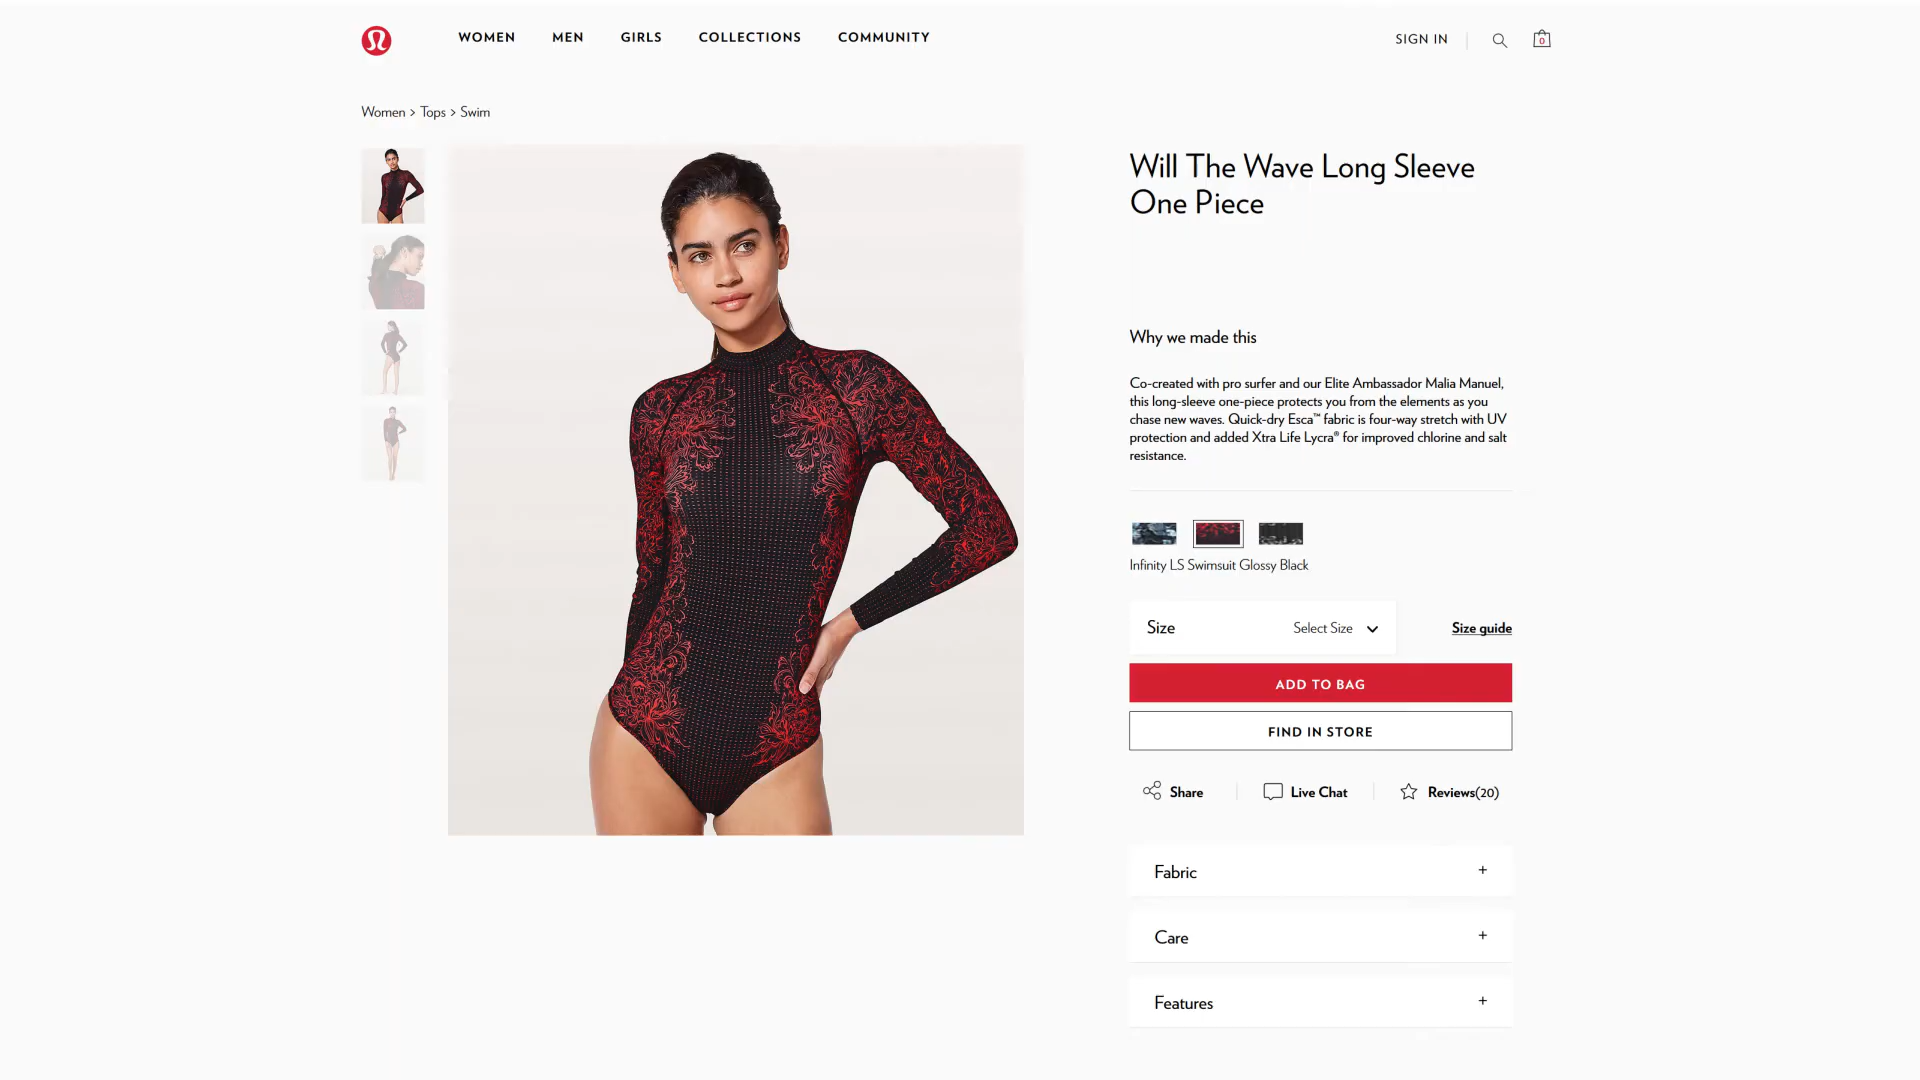 WOMEN MEN GIRLS COLLECTIONS COMMUNITY
SIGN IN
0
Women > Tops > Swim
Will The Wave Long Sleeve
One Piece
Why we made this
Co-created with pro surfer and our Elite Ambassador Malia Manuel,
this long-sleeve one-piece protects you from the elements as you
chase new waves. Quick-dry Esca™ fabric is four-way stretch with UV
protection and added Xtra Life Lycra® for improved chlorine and salt
resistance.
Infinity LS Swimsuit Glossy Black
Size Select Size Size guide
ADD TO BAG
FIND IN STORE
Share Live Chat Reviews(20)
Fabric +
Care +
Features +